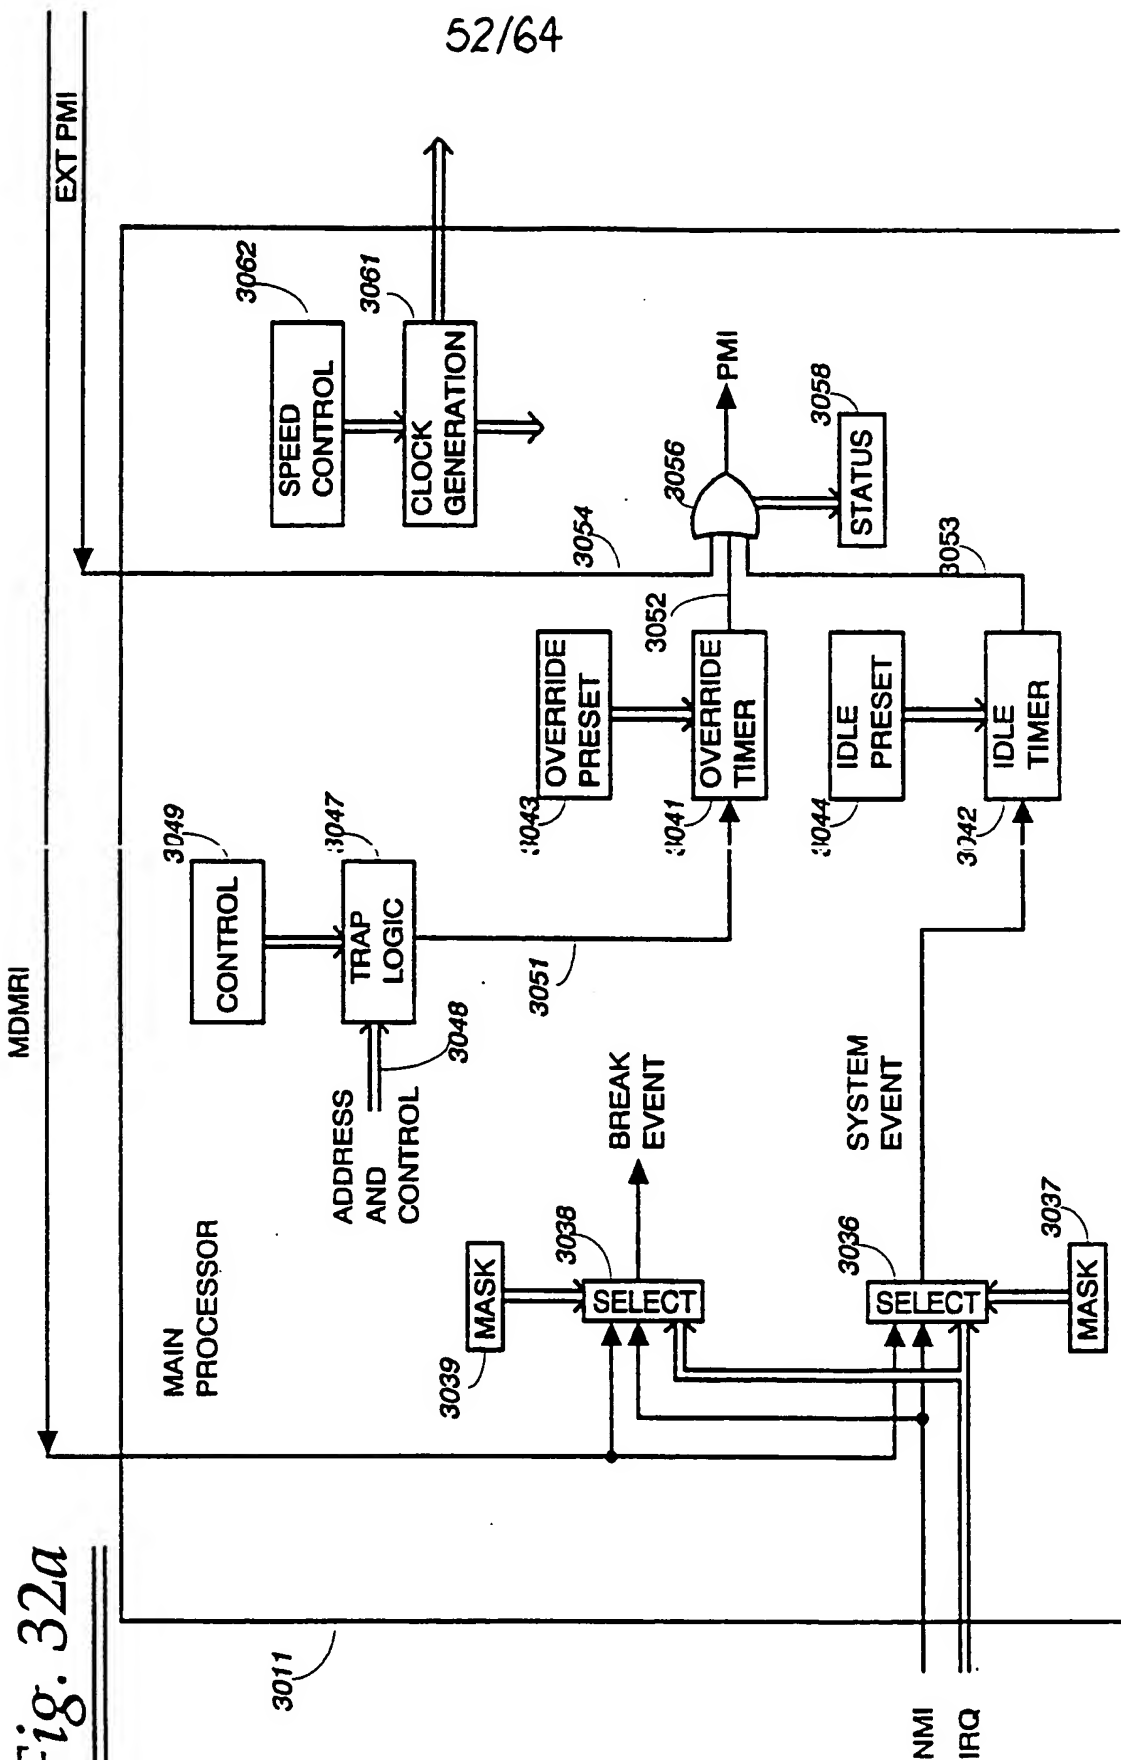 52/64
Fig. 32a
MDMRI
EXT PMI
3011
MAIN
PROCESSOR
3049
CONTROL
3062
SPEED
CONTROL
ADDRESS
AND
CONTROL
3048
3047
TRAP
LOGIC
3061
CLOCK
GENERATION
3051
3054
3039
MASK
3038
SELECT
BREAK
EVENT
3043
OVERRIDE
PRESET
3041
OVERRIDE
TIMER
3052
3056
PMI
3058
STATUS
3036
SELECT
SYSTEM
EVENT
3044
IDLE
PRESET
3042
IDLE
TIMER
3053
3037
MASK
NMI
IRQ